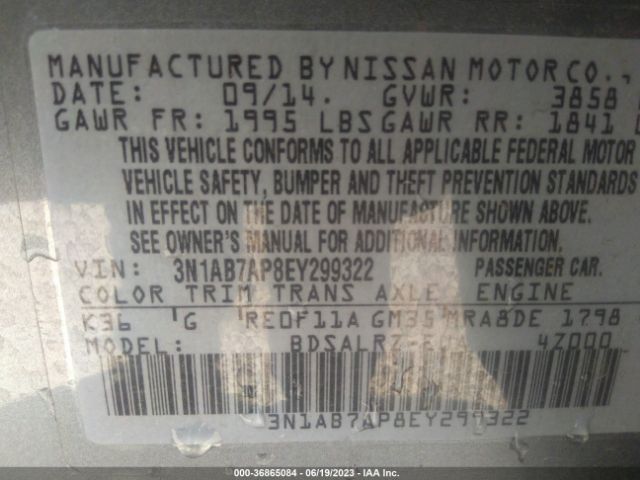 MANUFACTURED BY NISSAN MOTOR CO.,
DATE: 09/14. GVWR: 3858
GAWR FR: 1995 LBS GAWR RR: 1841
THIS VEHICLE CONFORMS TO ALL APPLICABLE FEDERAL MOTOR
VEHICLE SAFETY, BUMPER AND THEFT PREVENTION STANDARDS
IN EFFECT ON THE DATE OF MANUFACTURE SHOWN ABOVE.
SEE OWNER'S MANUAL FOR ADDITIONAL INFORMATION.
VIN: 3N1AB7AP8EY299322 PASSENGER CAR.
COLOR TRIM TRANS AXLE ENGINE
K36 G RE0F11A GM35 MRA8DE 1798
MODEL: 47000
3N1AB7AP8EY299322
000-36865084 - 06/19/2023 - IAA Corp.